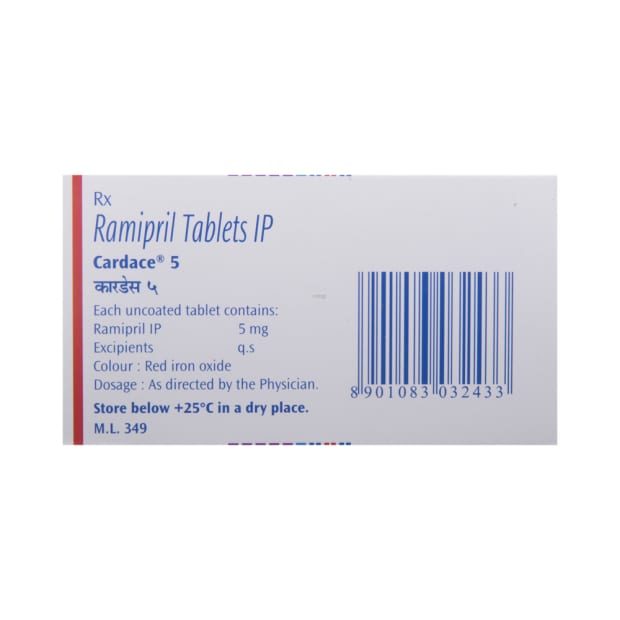 Rx
Ramipril Tablets IP
Cardace® 5
कारडेस ५
Each uncoated tablet contains:
Ramipril IP 5 mg
Excipients q.s
Colour : Red iron oxide
Dosage : As directed by the Physician.
Store below +25°C in a dry place.
M.L. 349
8 901083 032433